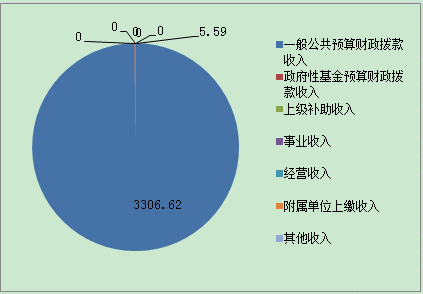 0
0
0
0
5.59
3306.62
一般公共预算财政拨款
收入
政府性基金预算财政拨
款收入
上级补助收入
事业收入
经营收入
附属单位上缴收入
其他收入